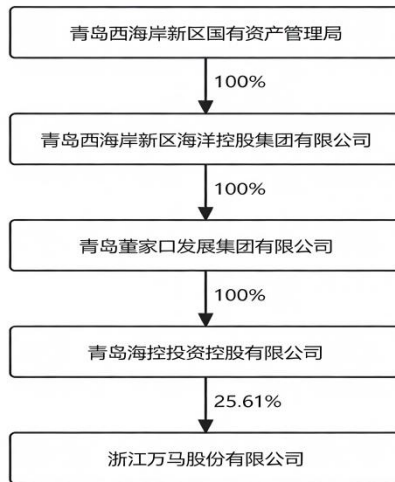 青岛西海岸新区国有资产管理局
100%
青岛西海岸新区海洋控股集团有限公司
100%
青岛董家口发展集团有限公司
100%
青岛海控投资控股有限公司
25.61%
浙江万马股份有限公司